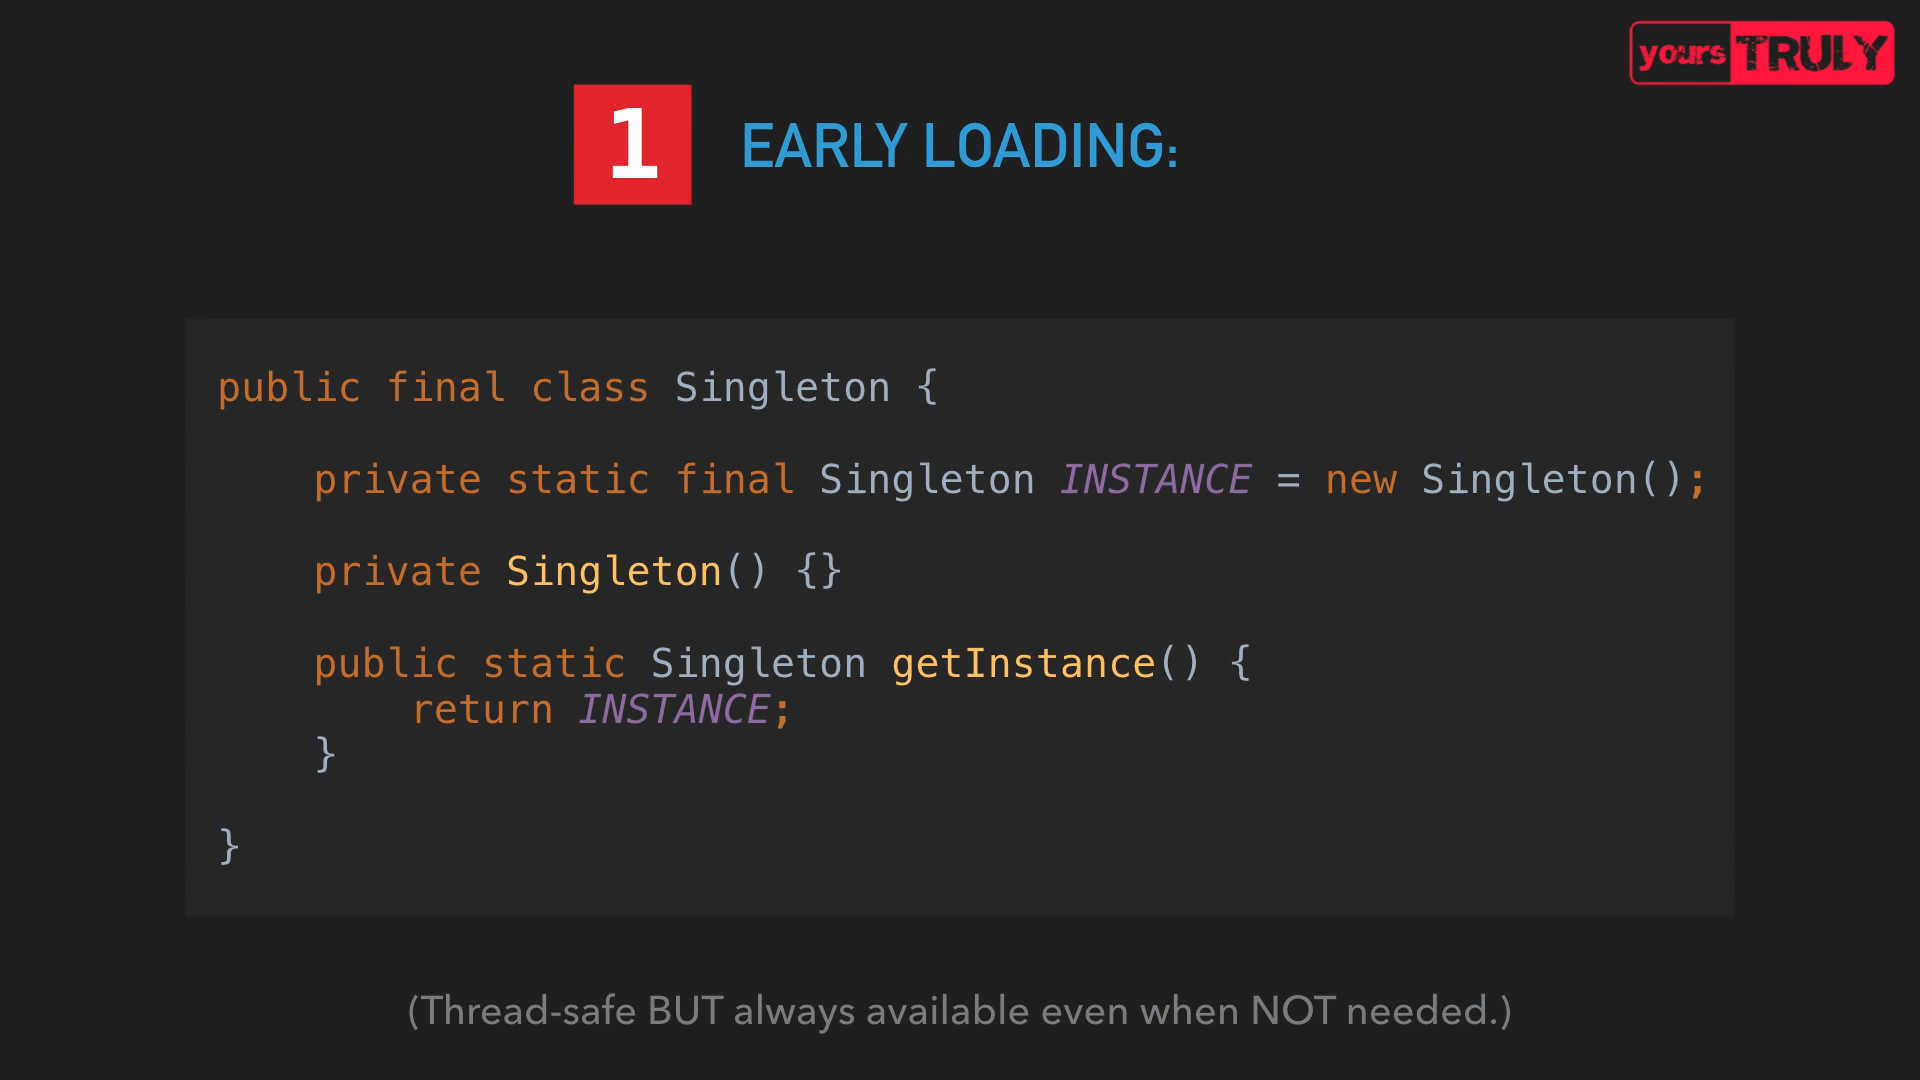 yours TRULY
1 EARLY LOADING:
public final class Singleton {
    private static final Singleton INSTANCE = new Singleton();
    private Singleton() {}
    public static Singleton getInstance() {
        return INSTANCE;
    }
}
(Thread-safe BUT always available even when NOT needed.)